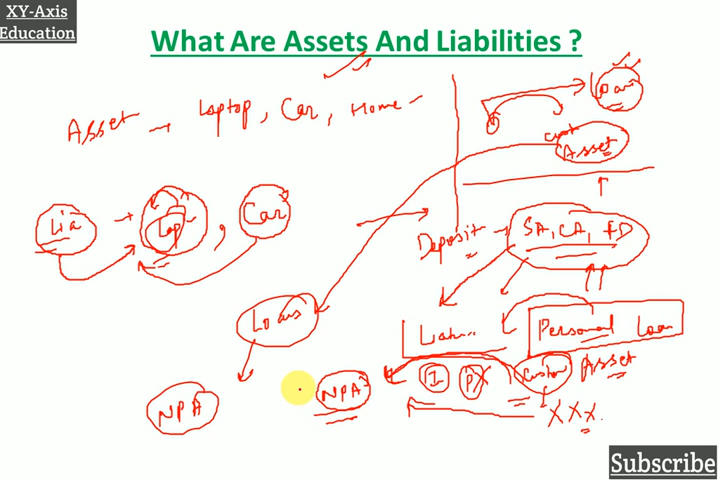 XY-Axis
Education
What Are Assets And Liabilities ?
Asset → Laptop, Car, Home -
Asset
Lia → Lap, Car
Deposit → SA, CA, FD
Loans
Personal Loan
Asset
I P X
NPA
NPA
X X X.
Subscribe